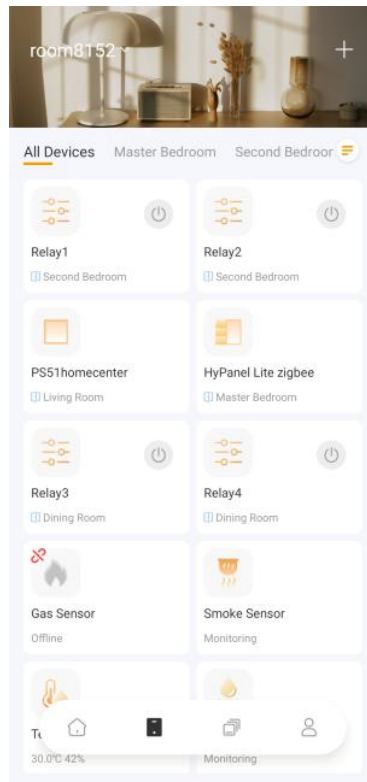 room8152
All Devices Master Bedroom Second Bedroor
Relay1
Second Bedroom
Relay2
Second Bedroom
PS51homecenter
Living Room
HyPanel Lite zigbee
Master Bedroom
Relay3
Dining Room
Relay4
Dining Room
Gas Sensor
Offline
Smoke Sensor
Monitoring
30.0℃ 42%
Monitoring